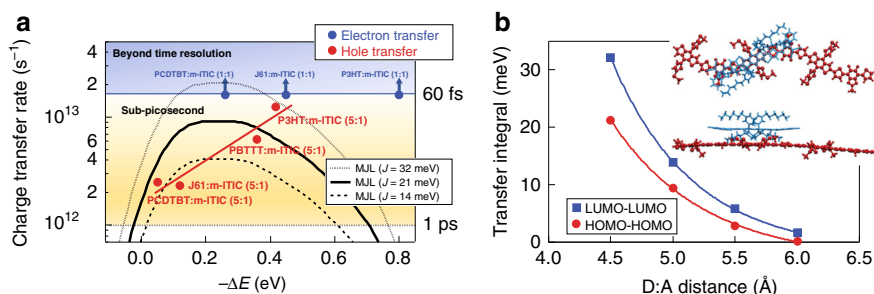 a
Charge transfer rate (s⁻¹)
4
2
10¹³
4
2
10¹²
Beyond time resolution
Electron transfer
Hole transfer
PCDTBT:m-ITIC (1:1)
J61:m-ITIC (1:1)
P3HT:m-ITIC (1:1)
60 fs
Sub-picosecond
P3HT:m-ITIC (5:1)
PBTTT:m-ITIC (5:1)
J61:m-ITIC (5:1)
PCDTBT:m-ITIC (5:1)
MJL (J = 32 meV)
MJL (J = 21 meV)
MJL (J = 14 meV)
1 ps
0.0 0.2 0.4 0.6 0.8
−ΔE (eV)
b
Transfer integral (meV)
30
20
10
0
LUMO-LUMO
HOMO-HOMO
4.5 5.0 5.5 6.0 6.5
D:A distance (Å)